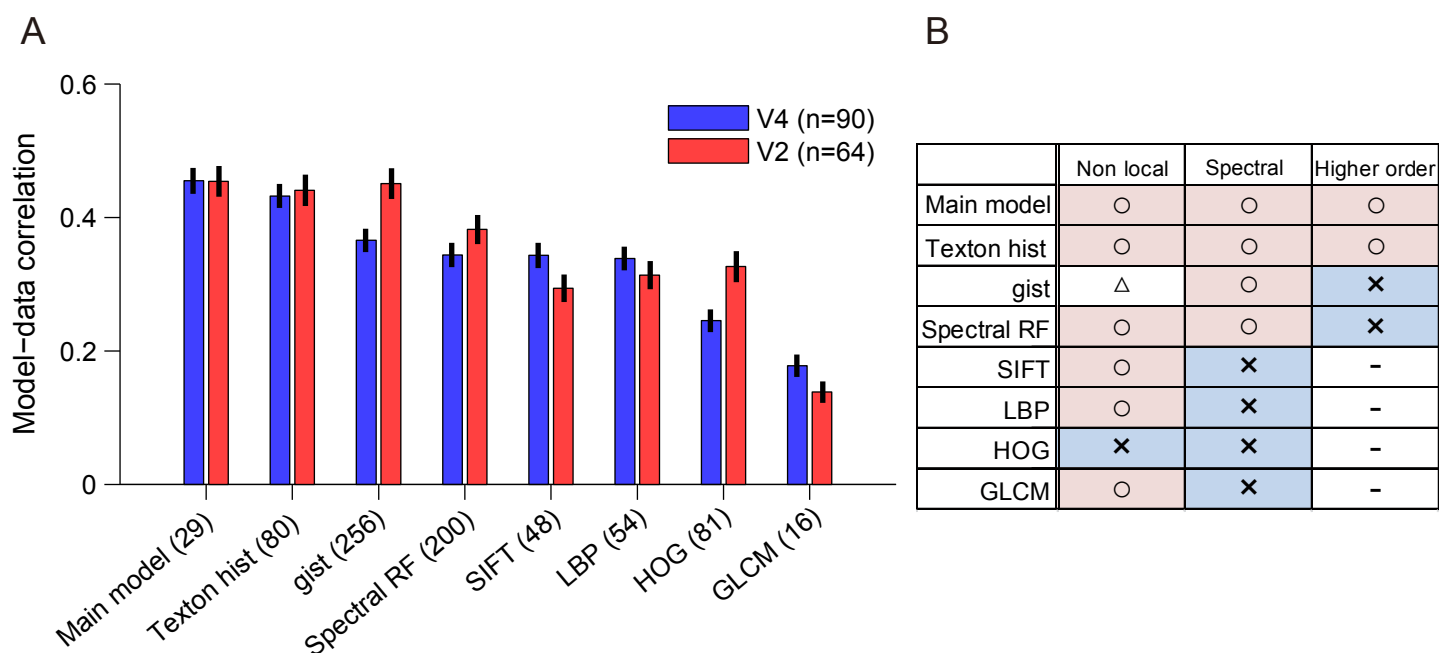 A
0.6
0.4
0.2
0
Model−data correlation
V4 (n=90)
V2 (n=64)
Main model (29)
Texton hist (80)
gist (256)
Spectral RF (200)
SIFT (48)
LBP (54)
HOG (81)
GLCM (16)
B
Non local Spectral Higher order
Main model ○ ○ ○
Texton hist ○ ○ ○
gist △ ○ ×
Spectral RF ○ ○ ×
SIFT ○ × -
LBP ○ × -
HOG × × -
GLCM ○ × -